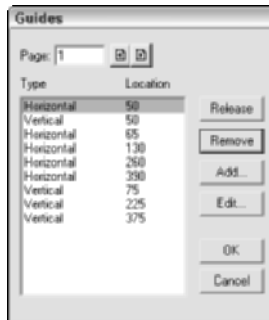 Guides
Page: 1
Type Location
Horizontal 50
Vertical 50
Horizontal 65
Horizontal 130
Horizontal 260
Horizontal 390
Vertical 75
Vertical 225
Vertical 375
Release
Remove
Add...
Edit...
OK
Cancel